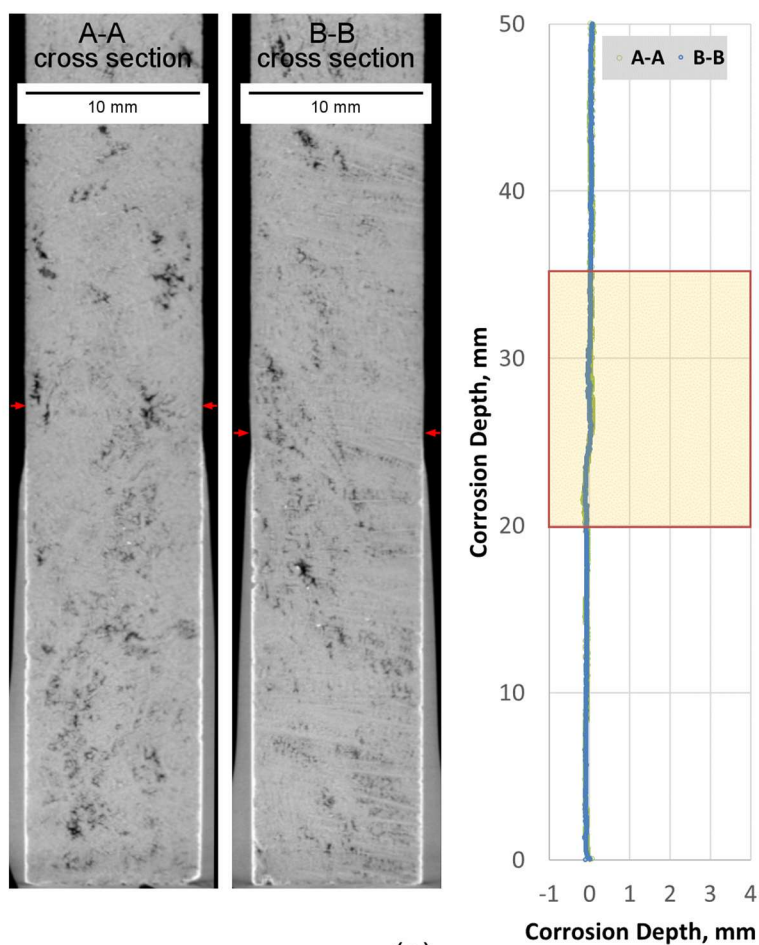 A-A
cross section
10 mm
B-B
cross section
10 mm
A-A B-B
50
40
30
20
10
0
Corrosion Depth, mm
-1 0 1 2 3 4
Corrosion Depth, mm